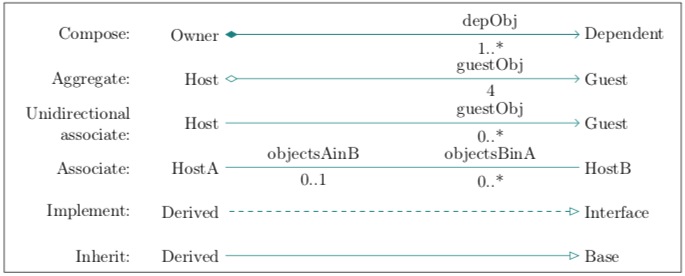 depObj
Compose: Owner Dependent
1..*
guestObj
Aggregate: Host Guest
4
guestObj
Unidirectional
associate: Host Guest
0..*
objectsAinB objectsBinA
Associate: HostA HostB
0..1 0..*
Implement: Derived Interface
Inherit: Derived Base